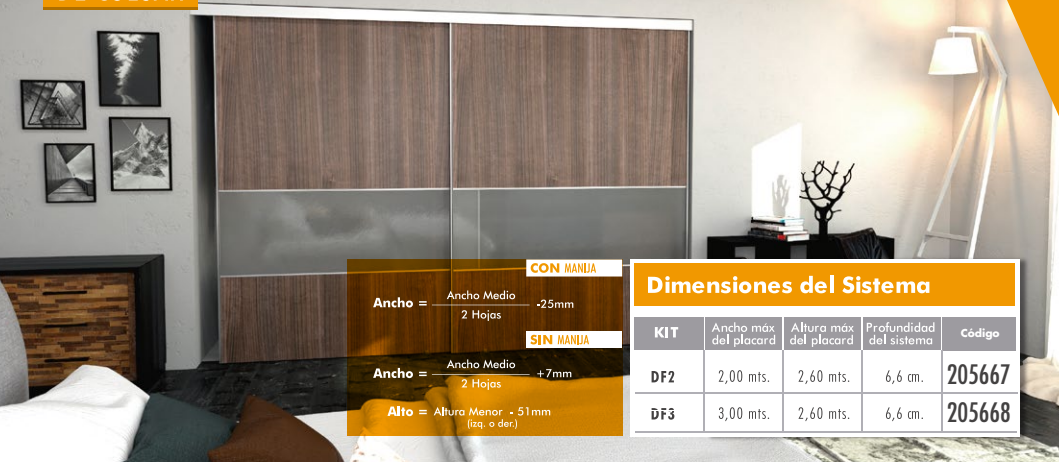 CON MANIJA
Ancho = Ancho Medio -25mm
2 Hojas
SIN MANIJA
Ancho = Ancho Medio +7mm
2 Hojas
Alto = Altura Menor - 51mm
(izq. o der.)
Dimensiones del Sistema
KIT Ancho máx del placard Altura máx del placard Profundidad del sistema Código
DF2 2,00 mts. 2,60 mts. 6,6 cm. 205667
DF3 3,00 mts. 2,60 mts. 6,6 cm. 205668